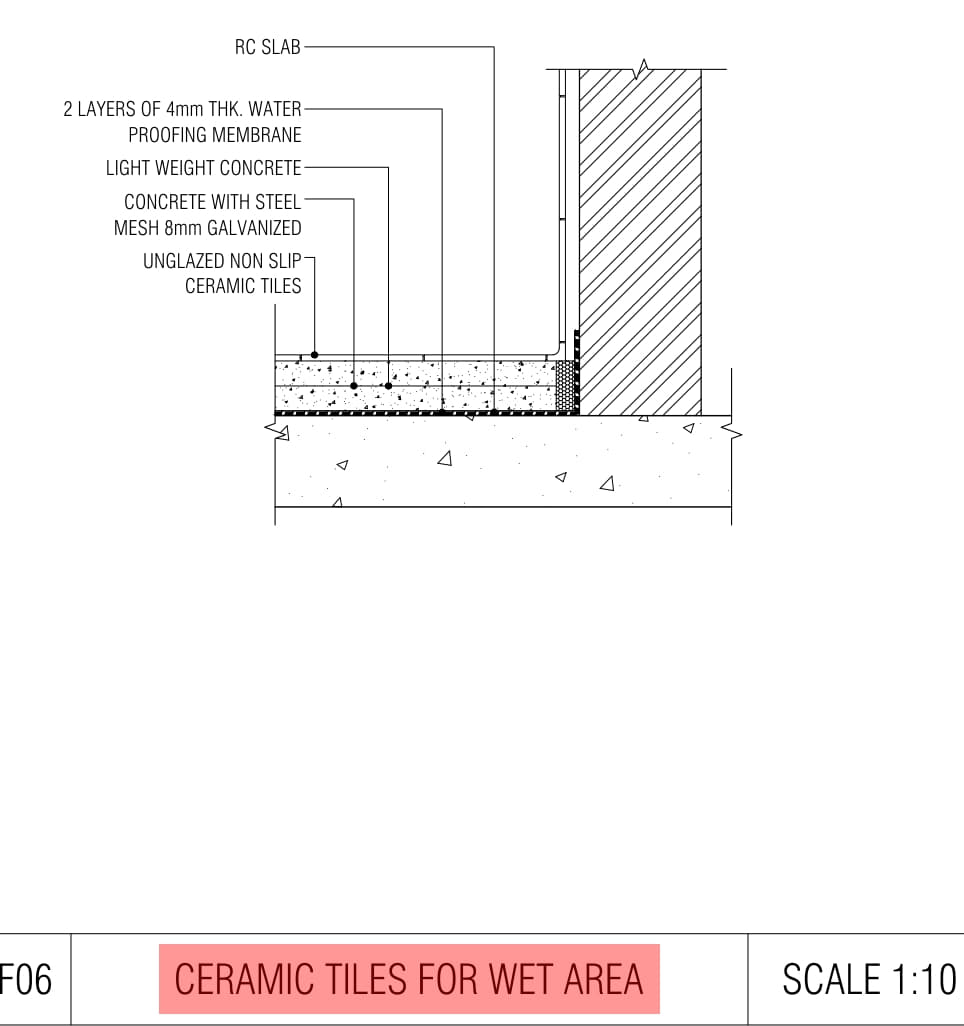 RC SLAB
2 LAYERS OF 4mm THK. WATER
PROOFING MEMBRANE
LIGHT WEIGHT CONCRETE
CONCRETE WITH STEEL
MESH 8mm GALVANIZED
UNGLAZED NON SLIP
CERAMIC TILES
F06
CERAMIC TILES FOR WET AREA
SCALE 1:10